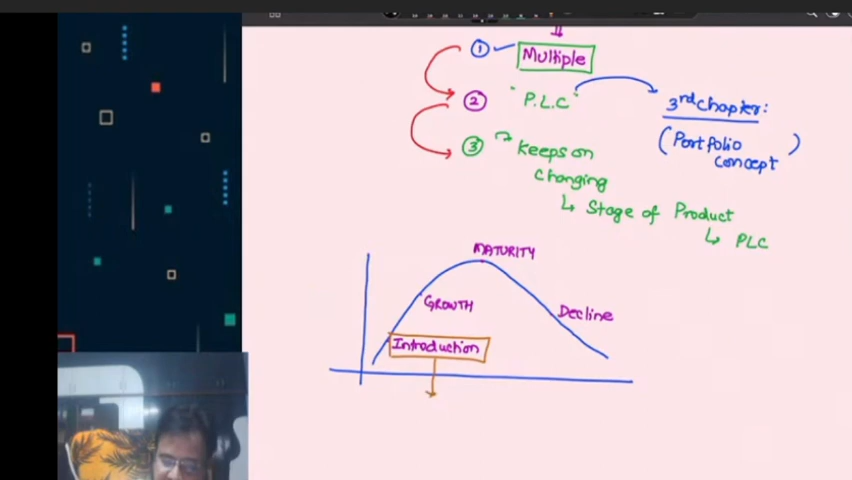 ① ✓ Multiple
② "P.L.C"
3rd chapter:
(Portfolio
concept)
③ Keeps on
changing
↳ Stage of Product
↳ PLC
MATURITY
GROWTH
Decline
Introduction